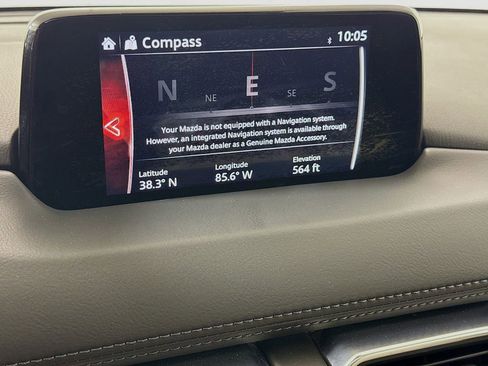 Compass 10:05
N NE E SE S
Your Mazda is not equipped with a Navigation system.
However, an integrated Navigation system is available through
your Mazda dealer as a Genuine Mazda Accessory.
Latitude Longitude Elevation
38.3° N 85.6° W 564 ft